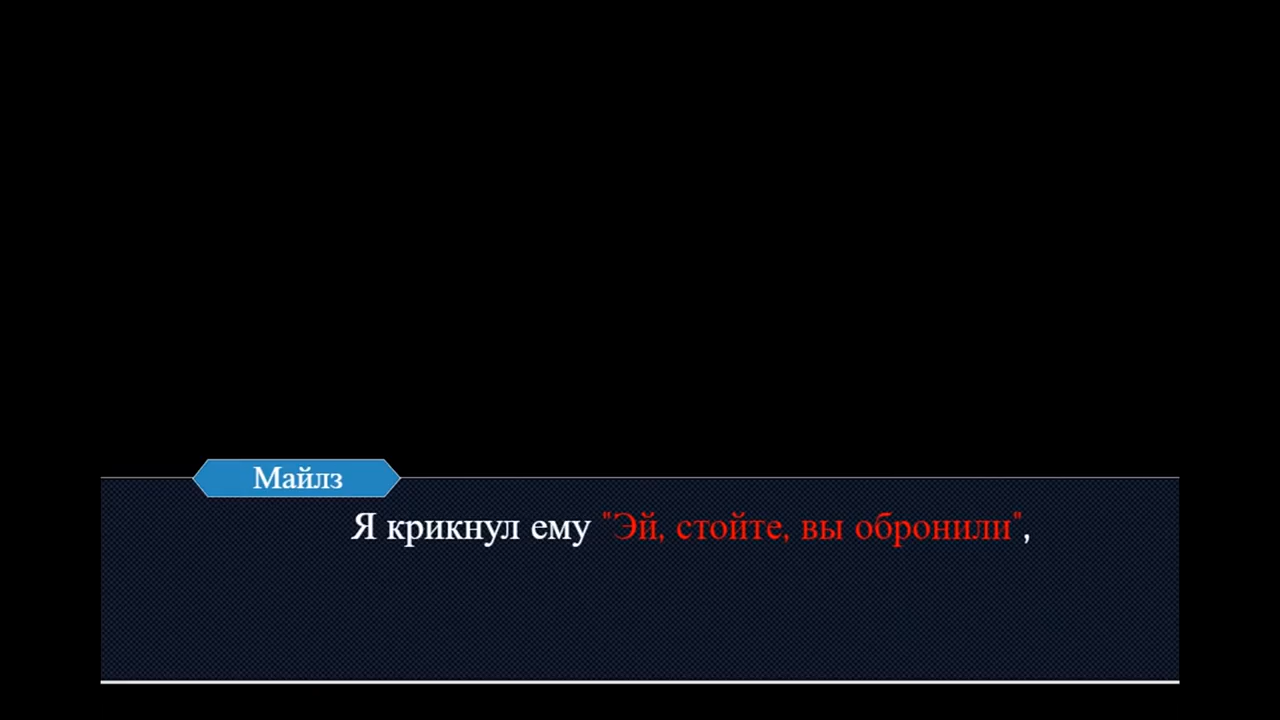 Майлз
Я крикнул ему "Эй, стойте, вы обронили",